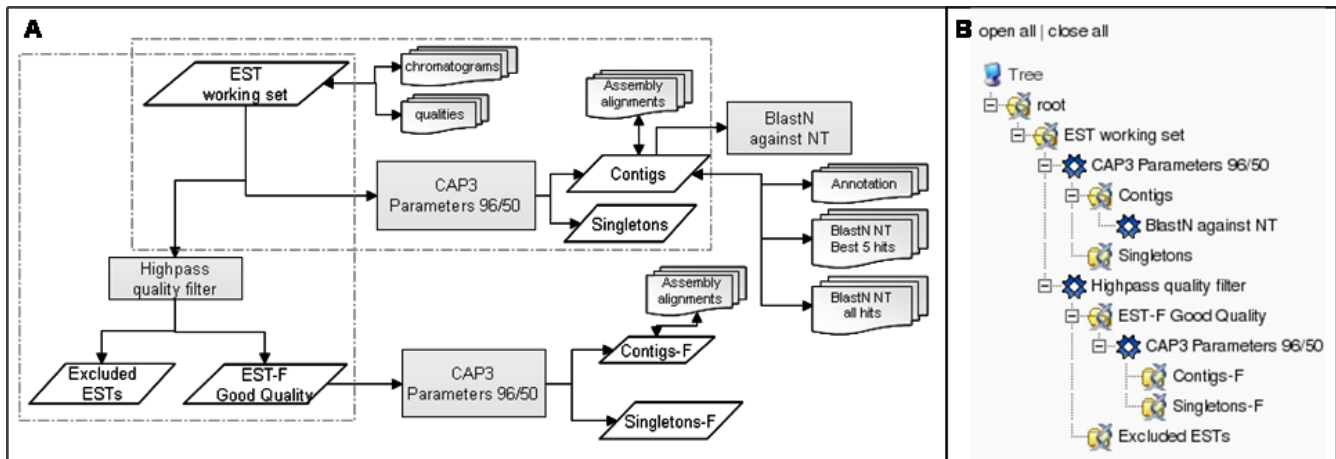 A
EST
working set
chromatograms
qualities
Assembly
alignments
BlastN
against NT
CAP3
Parameters 96/50
Contigs
Singletons
Annotation
BlastN NT
Best 5 hits
BlastN NT
all hits
Highpass
quality filter
Assembly
alignments
Excluded
ESTs
EST-F
Good Quality
CAP3
Parameters 96/50
Contigs-F
Singletons-F
B
open all | close all
Tree
root
EST working set
CAP3 Parameters 96/50
Contigs
BlastN against NT
Singletons
Highpass quality filter
EST-F Good Quality
CAP3 Parameters 96/50
Contigs-F
Singletons-F
Excluded ESTs